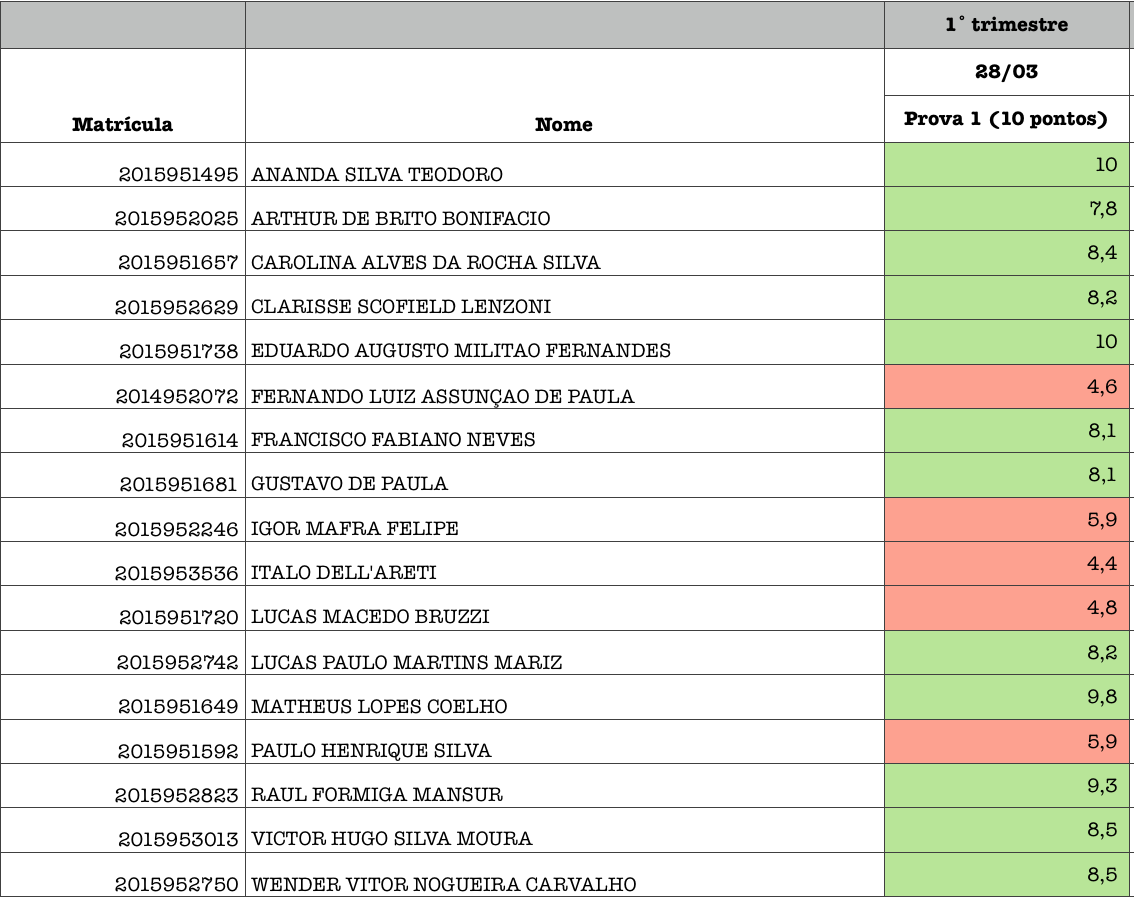 1° trimestre
28/03
Matrícula Nome Prova 1 (10 pontos)
2015951495 ANANDA SILVA TEODORO 10
2015952025 ARTHUR DE BRITO BONIFACIO 7,8
2015951657 CAROLINA ALVES DA ROCHA SILVA 8,4
2015952629 CLARISSE SCOFIELD LENZONI 8,2
2015951738 EDUARDO AUGUSTO MILITAO FERNANDES 10
2014952072 FERNANDO LUIZ ASSUNÇAO DE PAULA 4,6
2015951614 FRANCISCO FABIANO NEVES 8,1
2015951681 GUSTAVO DE PAULA 8,1
2015952246 IGOR MAFRA FELIPE 5,9
2015953536 ITALO DELL'ARETI 4,4
2015951720 LUCAS MACEDO BRUZZI 4,8
2015952742 LUCAS PAULO MARTINS MARIZ 8,2
2015951649 MATHEUS LOPES COELHO 9,8
2015951592 PAULO HENRIQUE SILVA 5,9
2015952823 RAUL FORMIGA MANSUR 9,3
2015953013 VICTOR HUGO SILVA MOURA 8,5
2015952750 WENDER VITOR NOGUEIRA CARVALHO 8,5